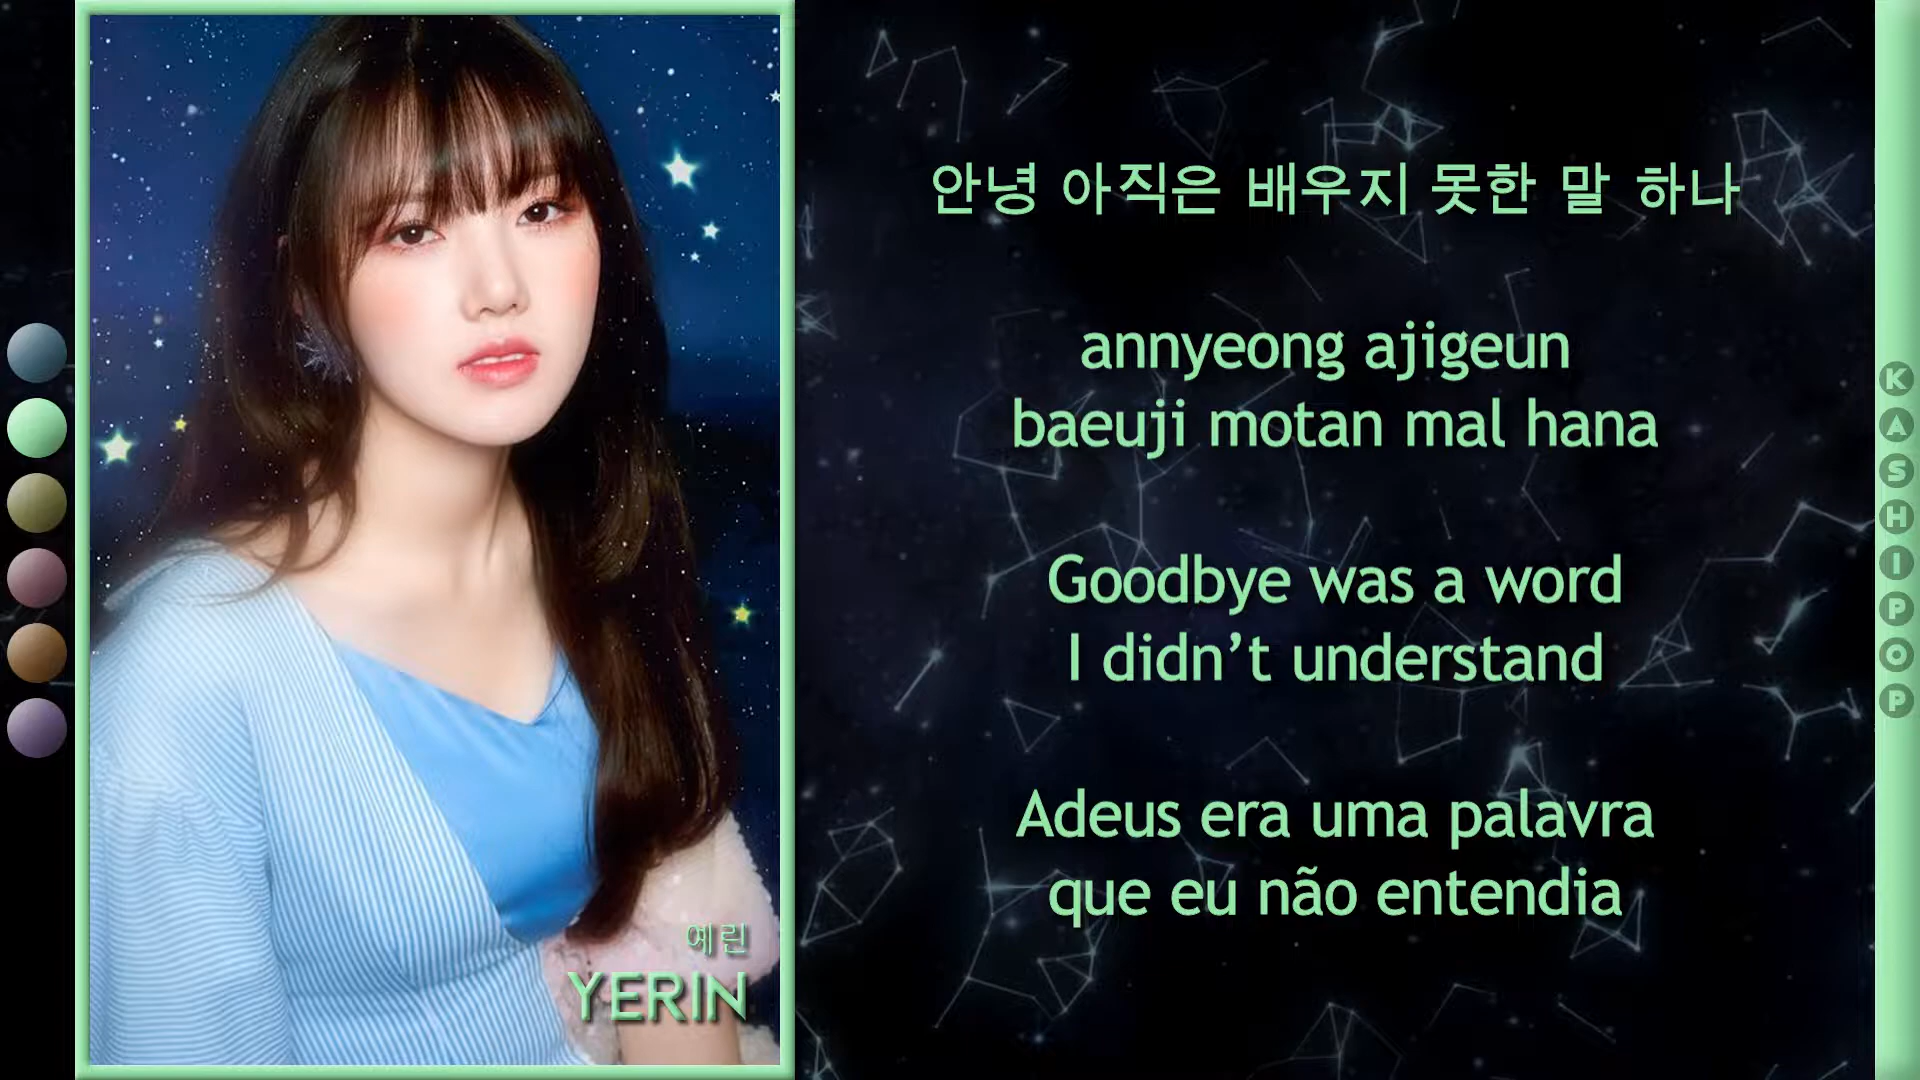 안녕 아직은 배우지 못한 말 하나
annyeong ajigeun
baeuji motan mal hana
Goodbye was a word
I didn’t understand
Adeus era uma palavra
que eu não entendia
예린
YERIN
KASHIPOP